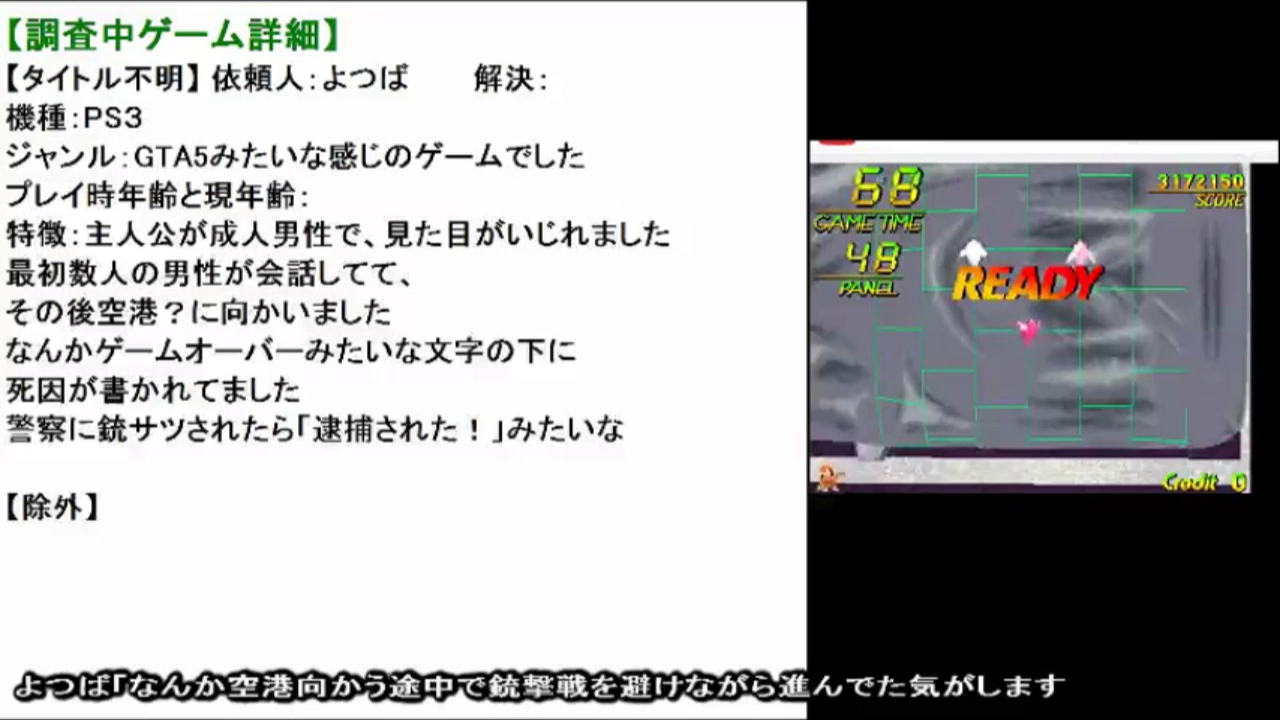 【調査中ゲーム詳細】
【タイトル不明】依頼人:よつば 解決:
機種:PS3
ジャンル:GTA5みたいな感じのゲームでした
プレイ時年齢と現年齢:
特徴:主人公が成人男性で、見た目がいじれました
最初数人の男性が会話してて、
その後空港?に向かいました
なんかゲームオーバーみたいな文字の下に
死因が書かれてました
警察に銃サツされたら「逮捕された!」みたいな
【除外】
68
GAME TIME
48
PANEL
3172150
SCORE
READY
Credit 0
よつば「なんか空港向かう途中で銃撃戦を避けながら進んでた気がします